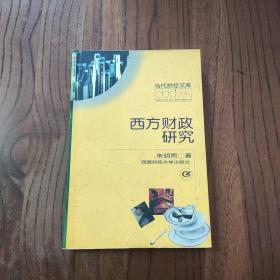 当代财经文库
西方财政
研究
朱明熙 著
西南财经大学出版社